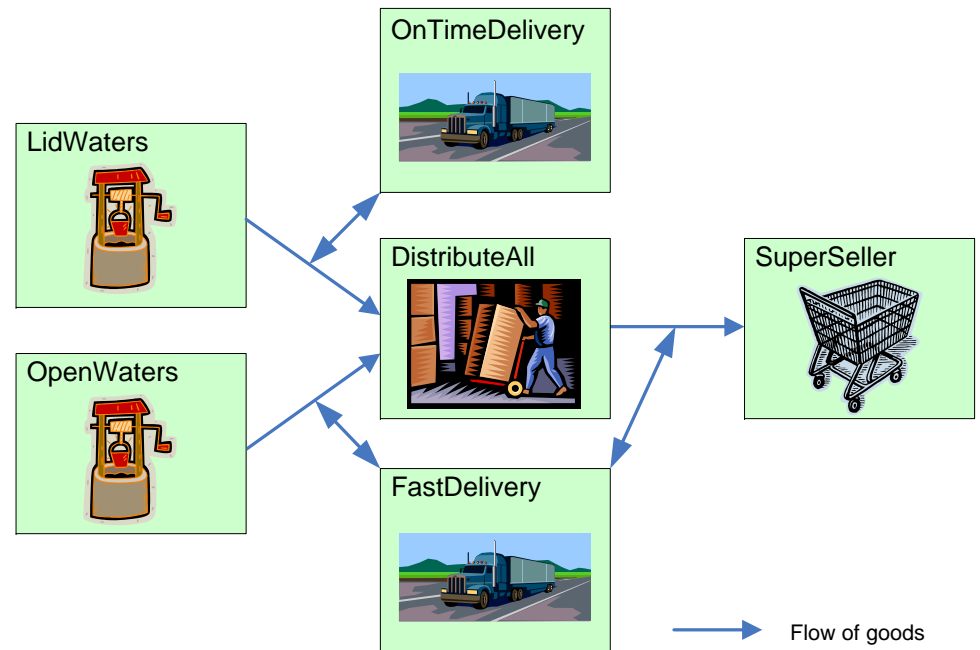 OnTimeDelivery
LidWaters
DistributeAll
SuperSeller
OpenWaters
FastDelivery
Flow of goods